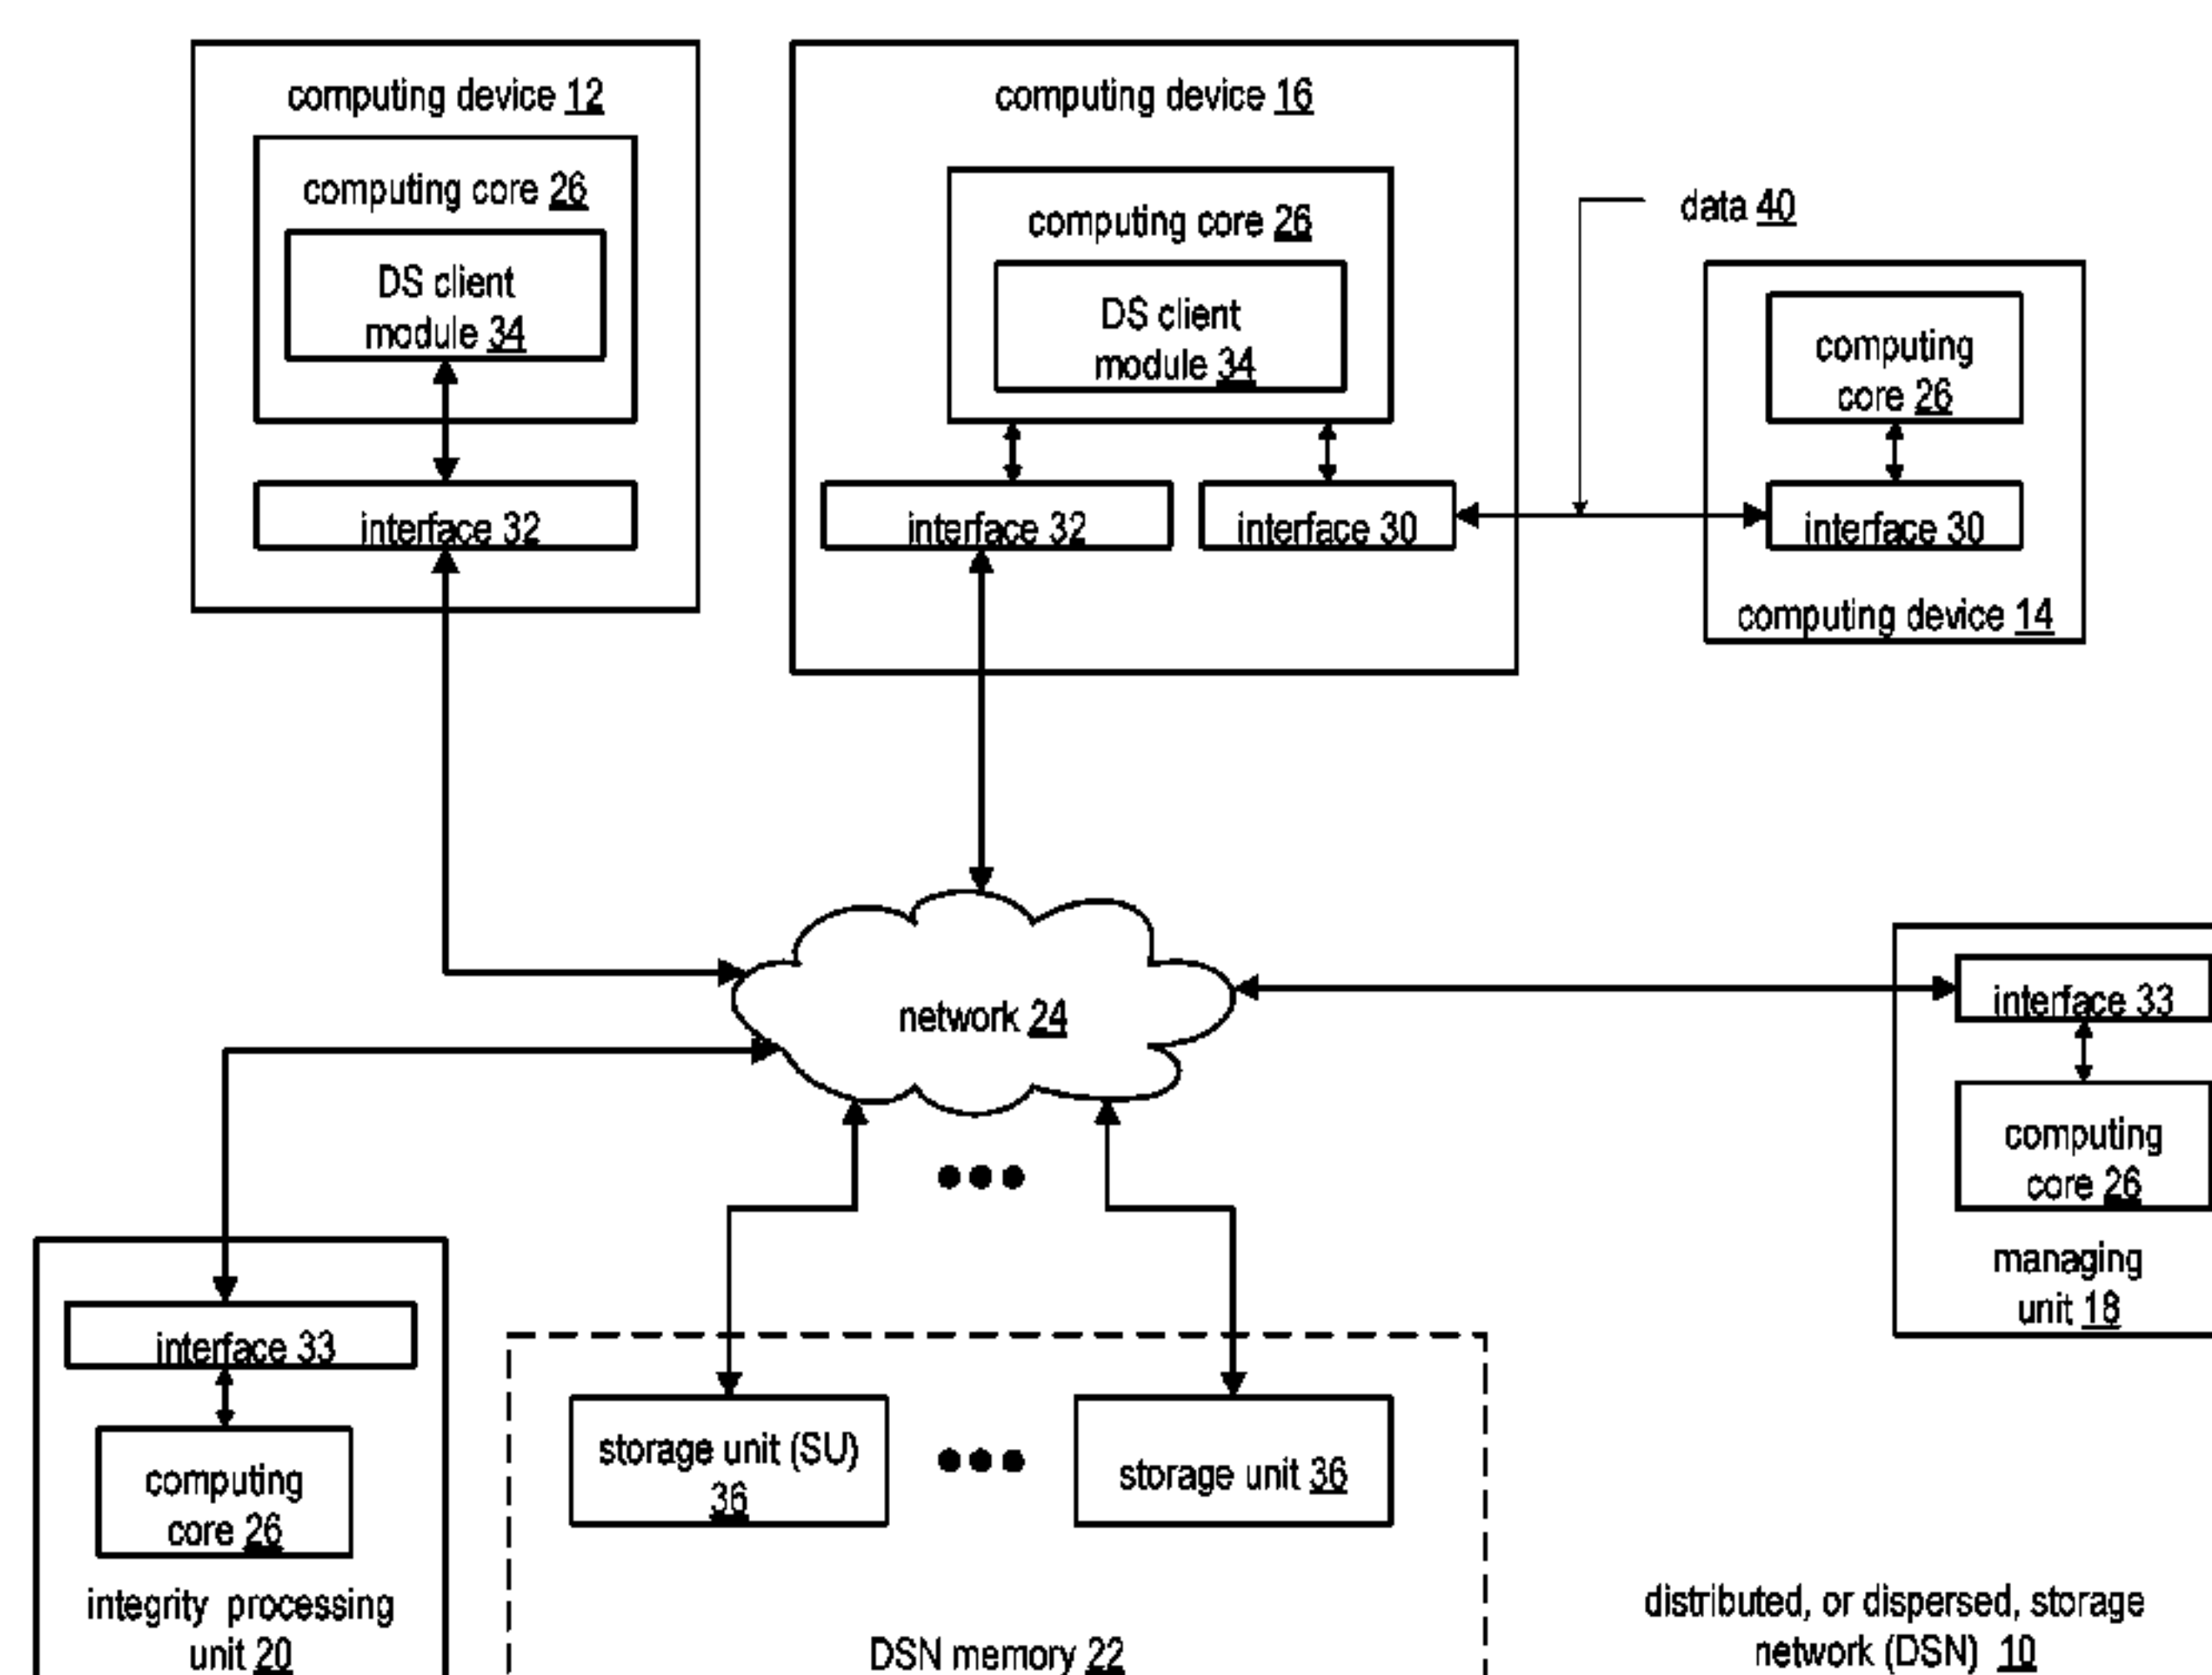 computing device 12
computing core 26
DS client
module 34
interface 32
computing device 16
computing core 26
DS client
module 34
interface 32
interface 30
data 40
computing
core 26
interface 30
computing device 14
network 24
interface 33
computing
core 26
managing
unit 18
interface 33
computing
core 26
integrity processing
unit 20
storage unit (SU)
36
storage unit 36
DSN memory 22
distributed, or dispersed, storage
network (DSN) 10